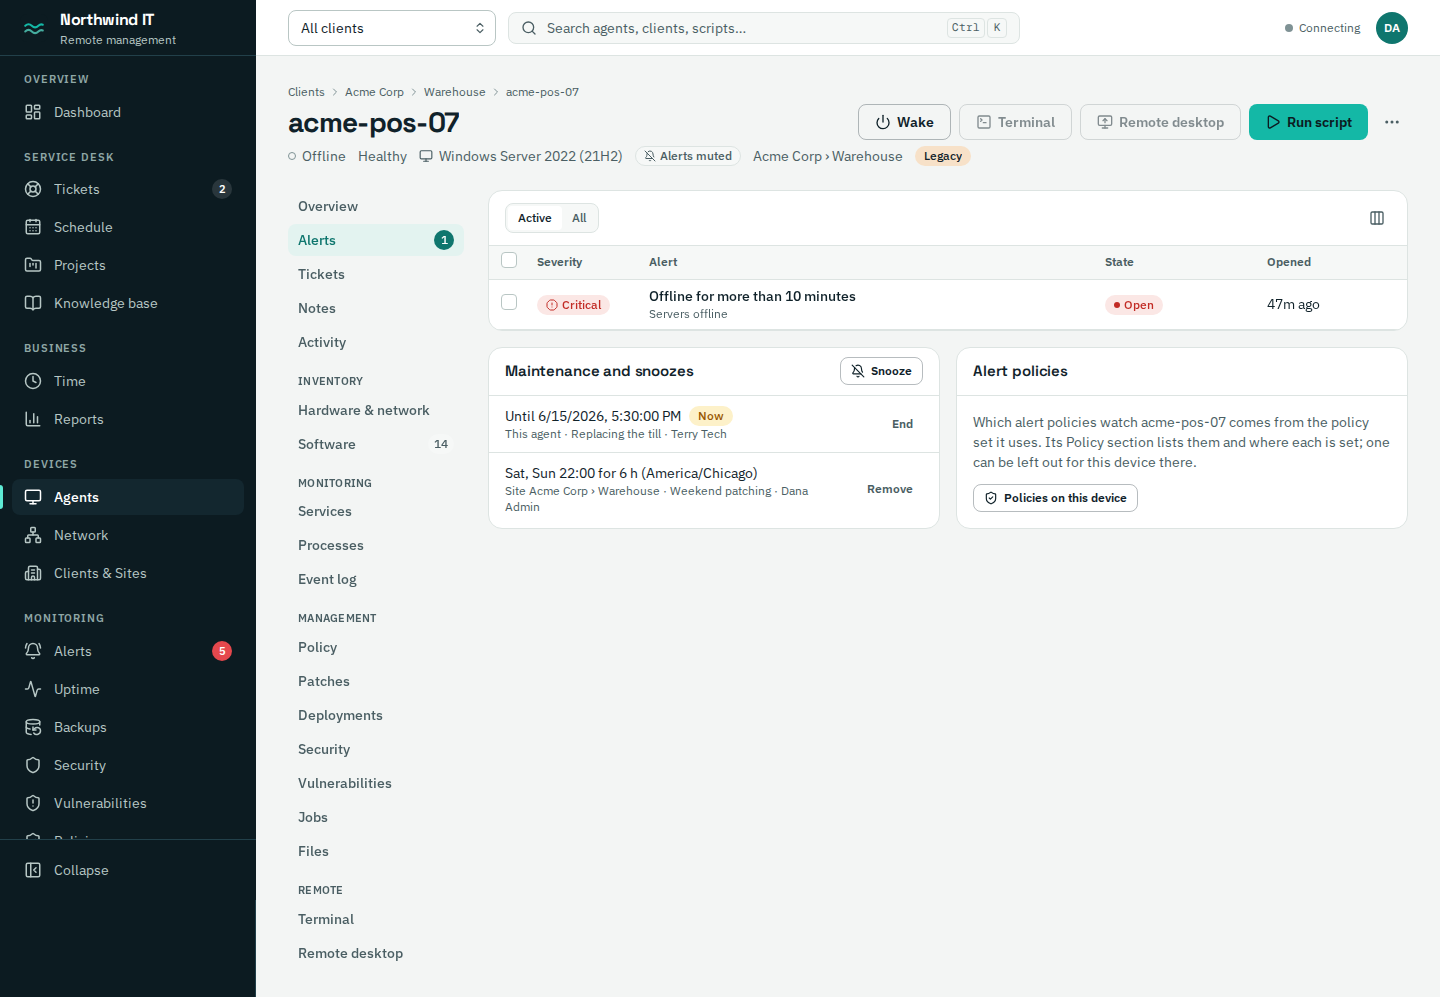 Northwind IT
Remote management
OVERVIEW
Dashboard
SERVICE DESK
Tickets 2
Schedule
Projects
Knowledge base
BUSINESS
Time
Reports
DEVICES
Agents
Network
Clients & Sites
MONITORING
Alerts 5
Uptime
Backups
Security
Vulnerabilities
Collapse
All clients
Search agents, clients, scripts...
Ctrl K
Connecting
DA
Clients > Acme Corp > Warehouse > acme-pos-07
acme-pos-07
Wake
Terminal
Remote desktop
Run script
Offline Healthy Windows Server 2022 (21H2) Alerts muted Acme Corp › Warehouse Legacy
Overview
Alerts 1
Tickets
Notes
Activity
INVENTORY
Hardware & network
Software 14
MONITORING
Services
Processes
Event log
MANAGEMENT
Policy
Patches
Deployments
Security
Vulnerabilities
Jobs
Files
REMOTE
Terminal
Remote desktop
Active All
Severity Alert State Opened
Critical Offline for more than 10 minutes Open 47m ago
Servers offline
Maintenance and snoozes
Snooze
Until 6/15/2026, 5:30:00 PM Now
This agent · Replacing the till · Terry Tech
End
Sat, Sun 22:00 for 6 h (America/Chicago)
Site Acme Corp › Warehouse · Weekend patching · Dana
Admin
Remove
Alert policies
Which alert policies watch acme-pos-07 comes from the policy
set it uses. Its Policy section lists them and where each is set; one
can be left out for this device there.
Policies on this device